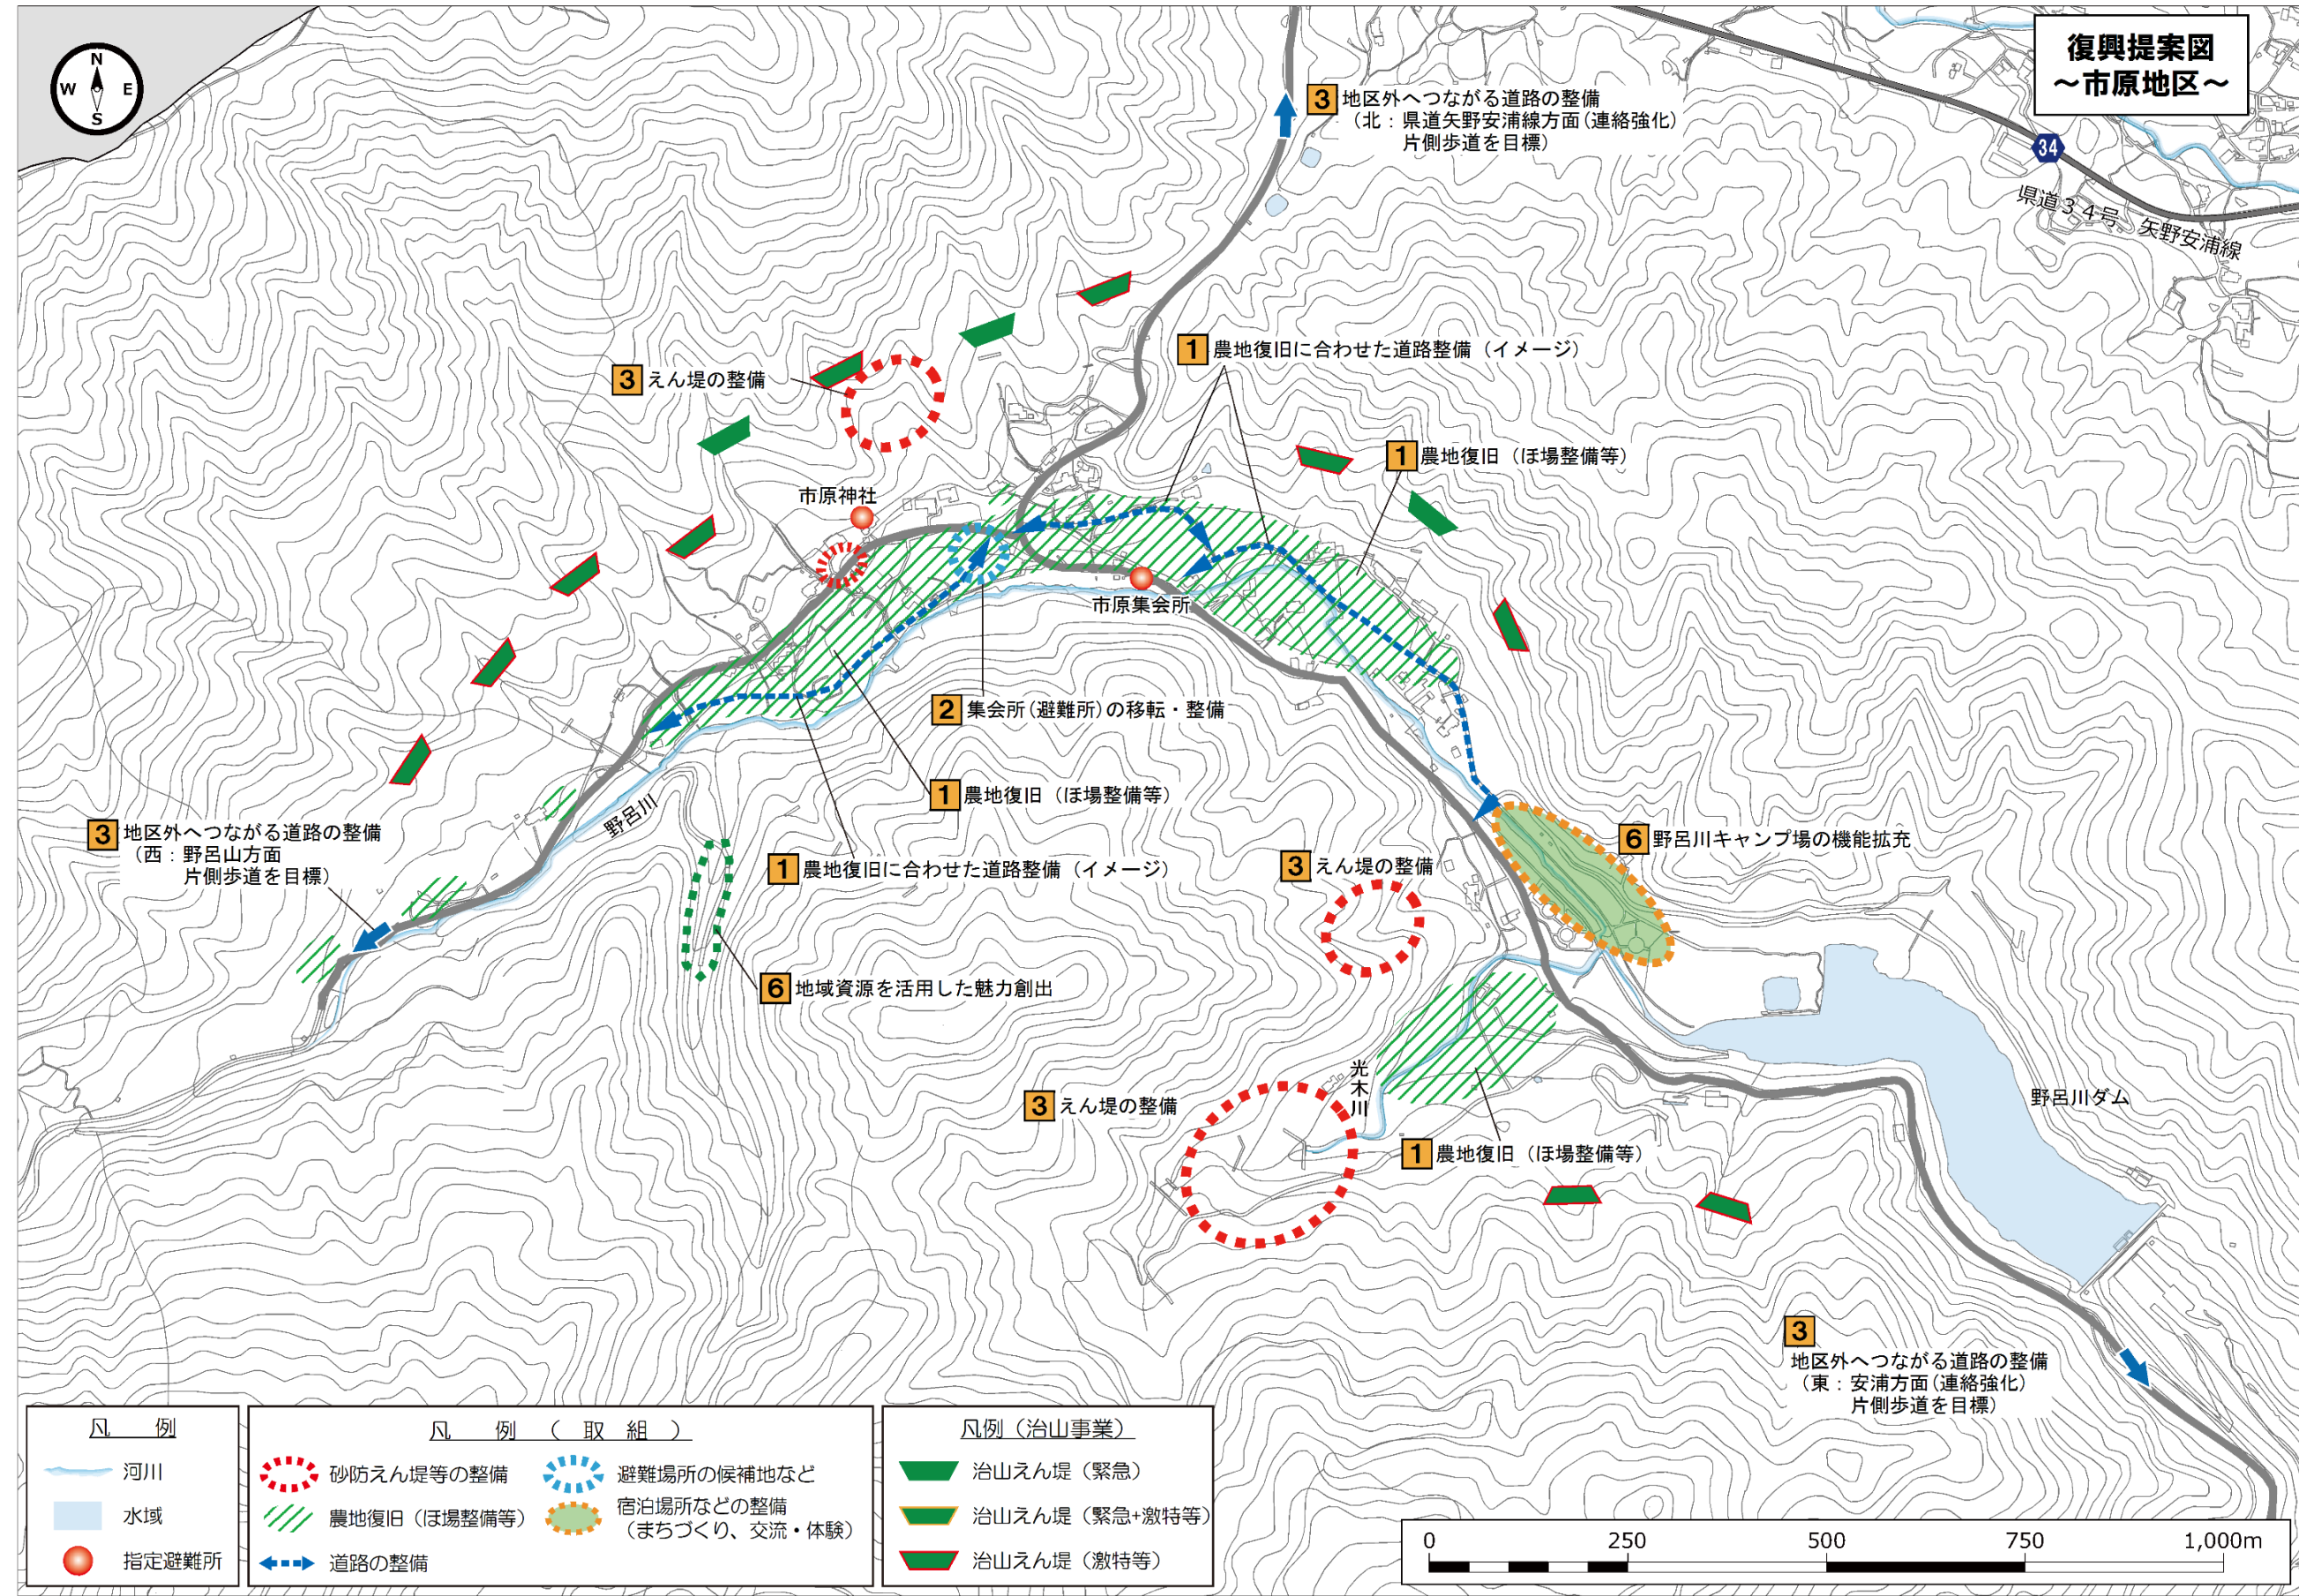 復興提案図
～市原地区～
N
W
E
S
3 地区外へつながる道路の整備
（北：県道矢野安浦線方面（連絡強化）
片側歩道を目標）
34
県道３４号　矢野安浦線
1 農地復旧に合わせた道路整備（イメージ）
3 えん堤の整備
1 農地復旧（ほ場整備等）
市原神社
市原集会所
2 集会所（避難所）の移転・整備
1 農地復旧（ほ場整備等）
野呂川
3 地区外へつながる道路の整備
（西：野呂山方面
片側歩道を目標）
6 野呂川キャンプ場の機能拡充
1 農地復旧に合わせた道路整備（イメージ）
3 えん堤の整備
6 地域資源を活用した魅力創出
光木川
3 えん堤の整備
野呂川ダム
1 農地復旧（ほ場整備等）
3
地区外へつながる道路の整備
（東：安浦方面（連絡強化）
片側歩道を目標）
凡　例
河川
水域
指定避難所
凡　例　（　取　組　）
砂防えん堤等の整備
農地復旧（ほ場整備等）
道路の整備
避難場所の候補地など
宿泊場所などの整備
（まちづくり、交流・体験）
凡例（治山事業）
治山えん堤（緊急）
治山えん堤（緊急+激特等）
治山えん堤（激特等）
0 250 500 750 1,000m